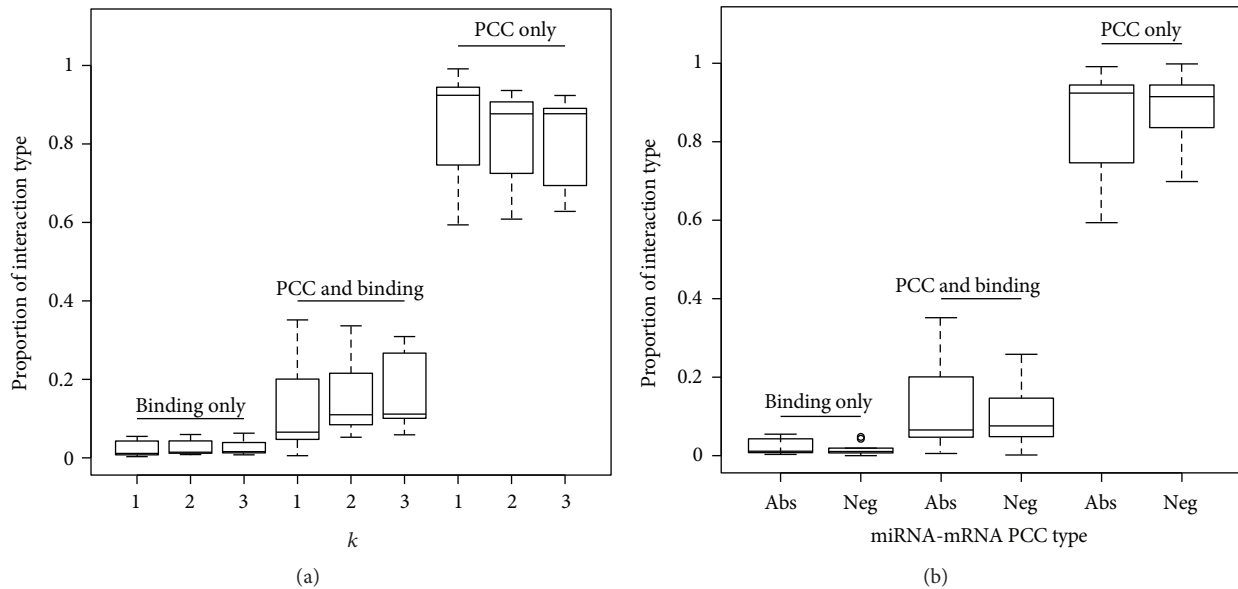 PCC only
1
0.8
0.6
0.4
0.2
0
Proportion of interaction type
PCC and binding
Binding only
1 2 3 1 2 3 1 2 3
k
(a)
PCC only
1
0.8
0.6
0.4
0.2
0
Proportion of interaction type
PCC and binding
Binding only
Abs Neg Abs Neg Abs Neg
miRNA-mRNA PCC type
(b)